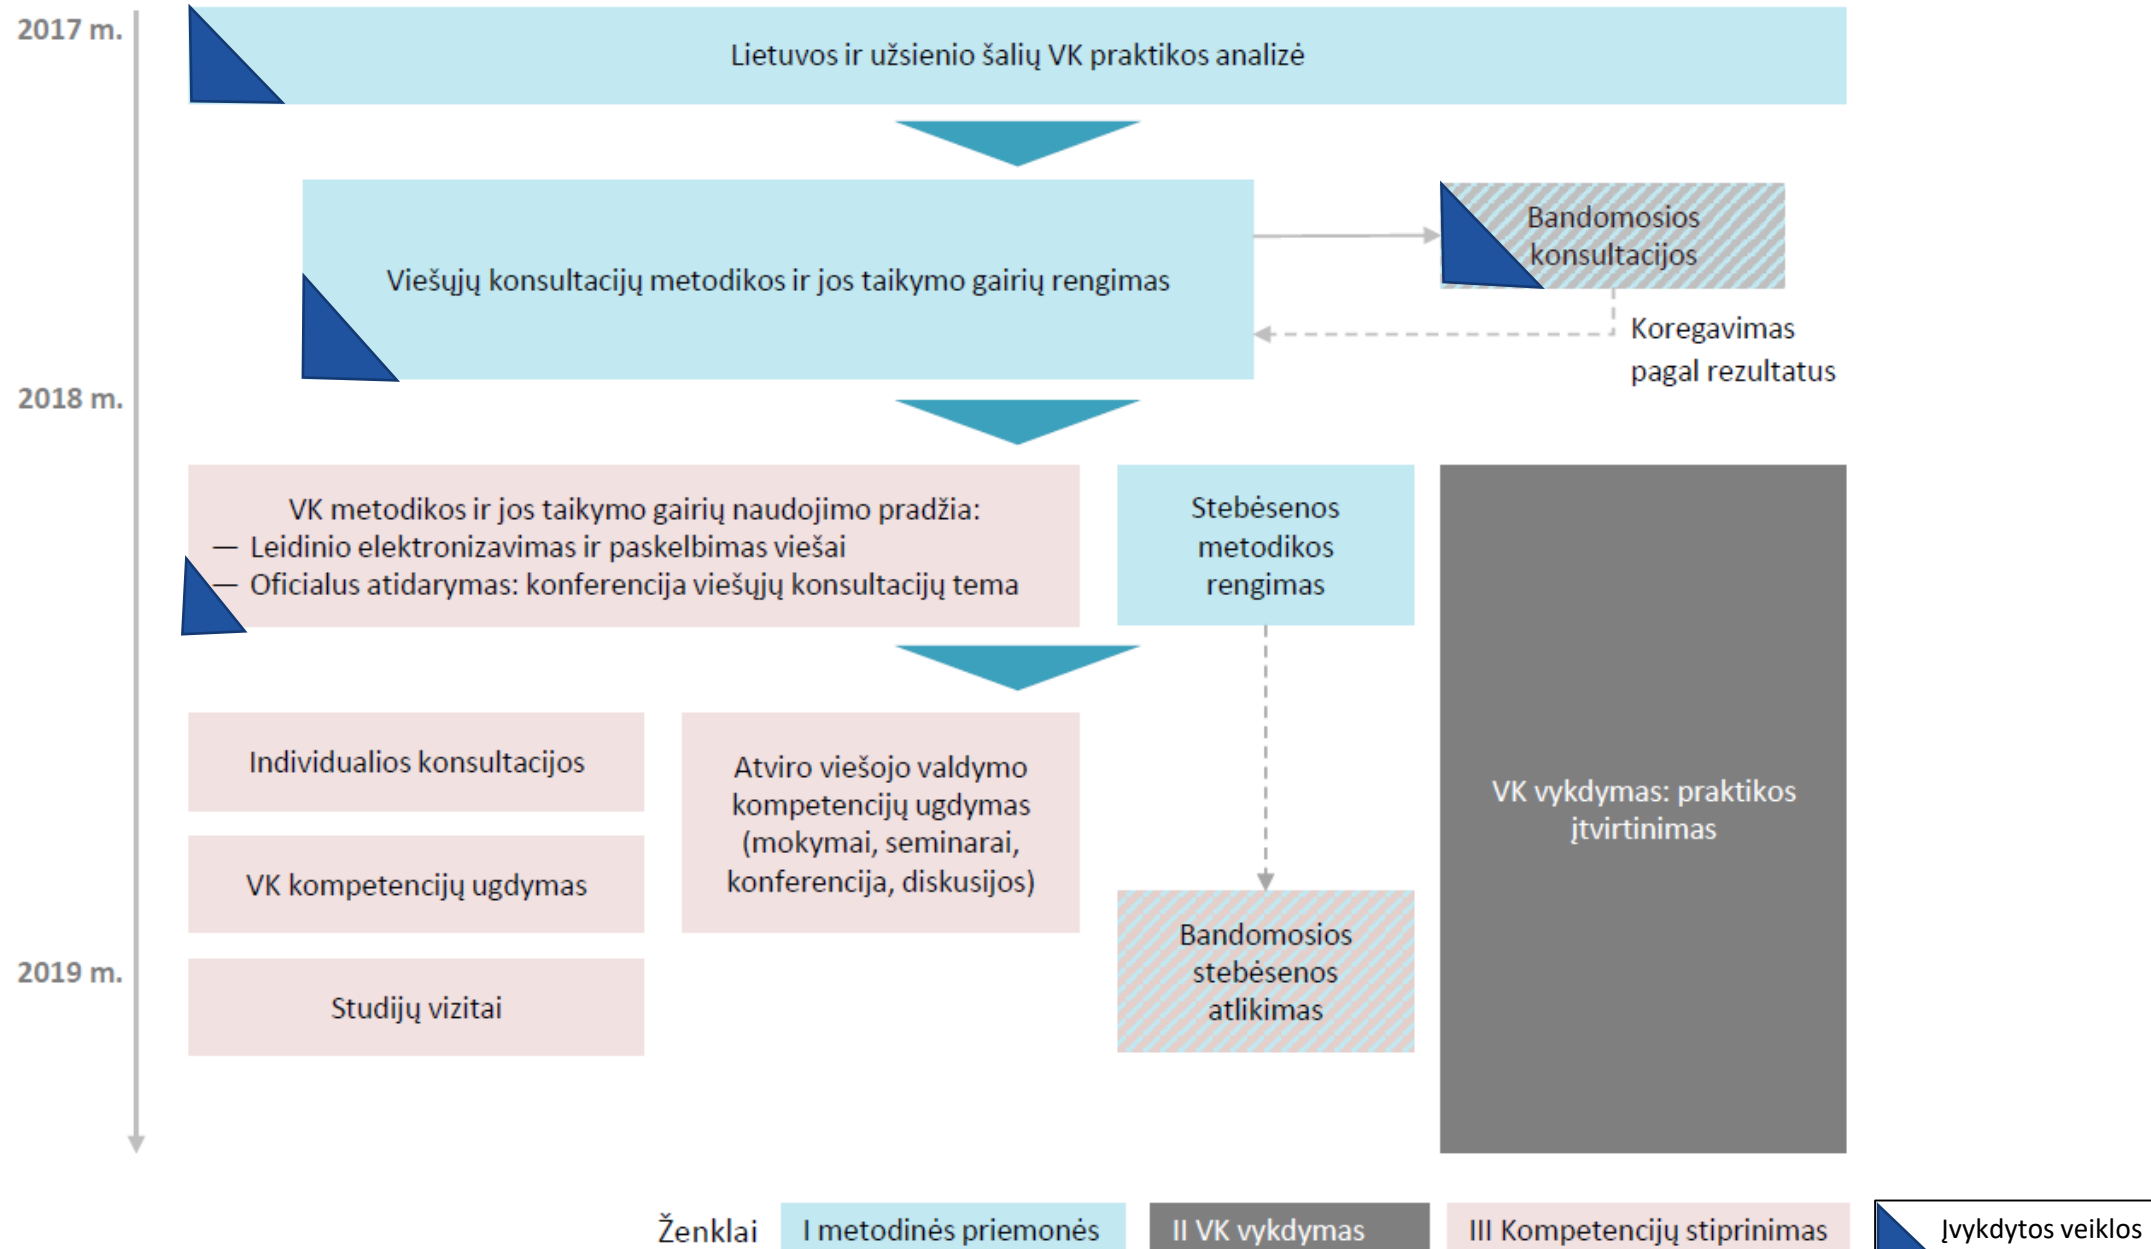 2017 m.
Lietuvos ir užsienio šalių VK praktikos analizė
Viešųjų konsultacijų metodikos ir jos taikymo gairių rengimas
Bandomosios
konsultacijos
Koregavimas
pagal rezultatus
2018 m.
VK metodikos ir jos taikymo gairių naudojimo pradžia:
— Leidinio elektronizavimas ir paskelbimas viešai
— Oficialus atidarymas: konferencija viešųjų konsultacijų tema
Stebėsenos
metodikos
rengimas
VK vykdymas: praktikos
įtvirtinimas
Individualios konsultacijos
VK kompetencijų ugdymas
Studijų vizitai
Atviro viešojo valdymo
kompetencijų ugdymas
(mokymai, seminarai,
konferencija, diskusijos)
Bandomosios
stebėsenos
atlikimas
2019 m.
Ženklai
I metodinės priemonės
II VK vykdymas
III Kompetencijų stiprinimas
Įvykdytos veiklos